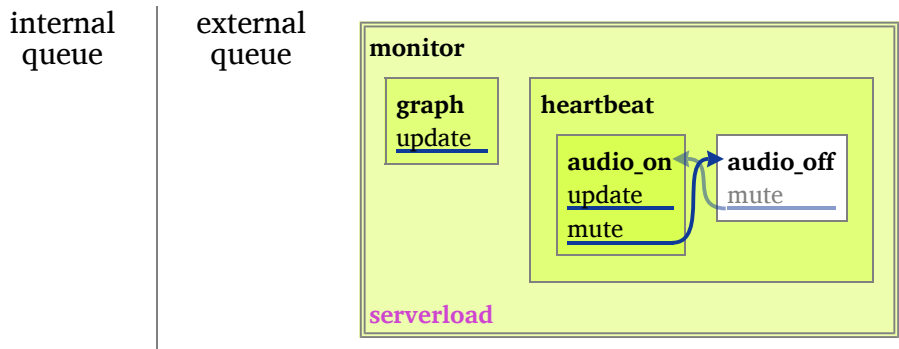 internal
queue
external
queue
monitor
graph
update
heartbeat
audio_on
update
mute
audio_off
mute
serverload